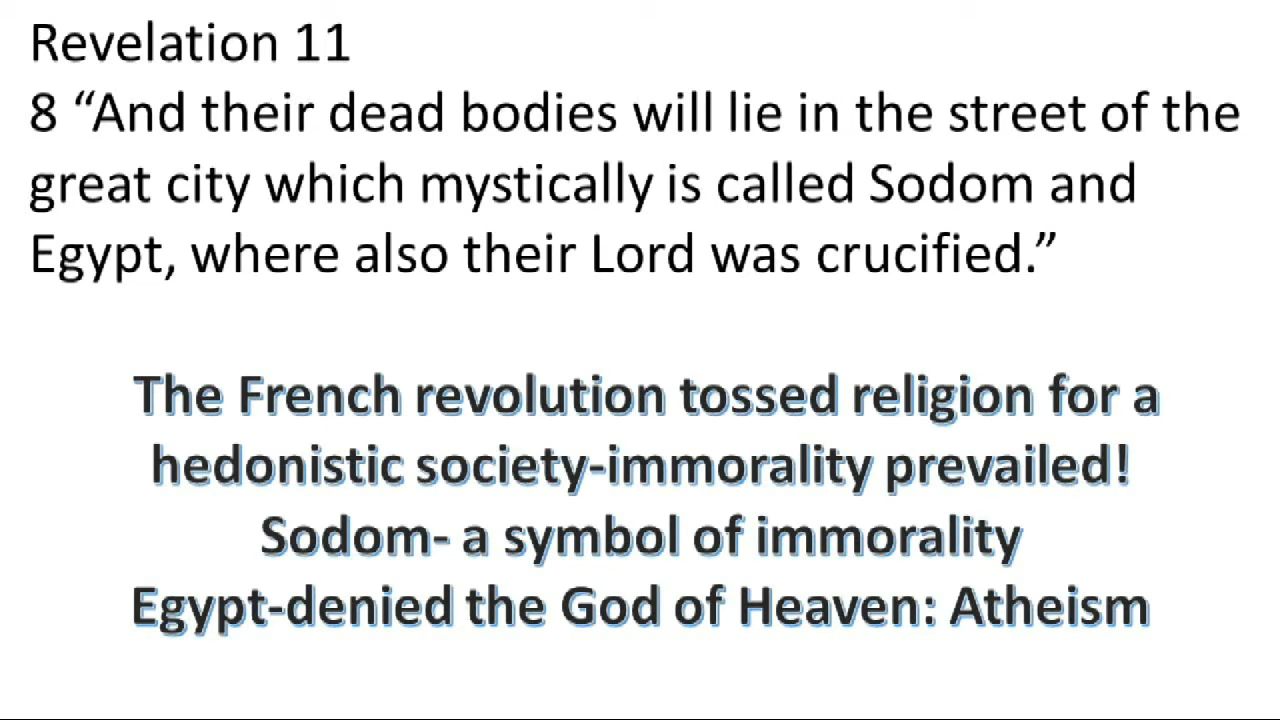 Revelation 11
8 “And their dead bodies will lie in the street of the
great city which mystically is called Sodom and
Egypt, where also their Lord was crucified.”
The French revolution tossed religion for a
hedonistic society-immorality prevailed!
Sodom- a symbol of immorality
Egypt-denied the God of Heaven: Atheism